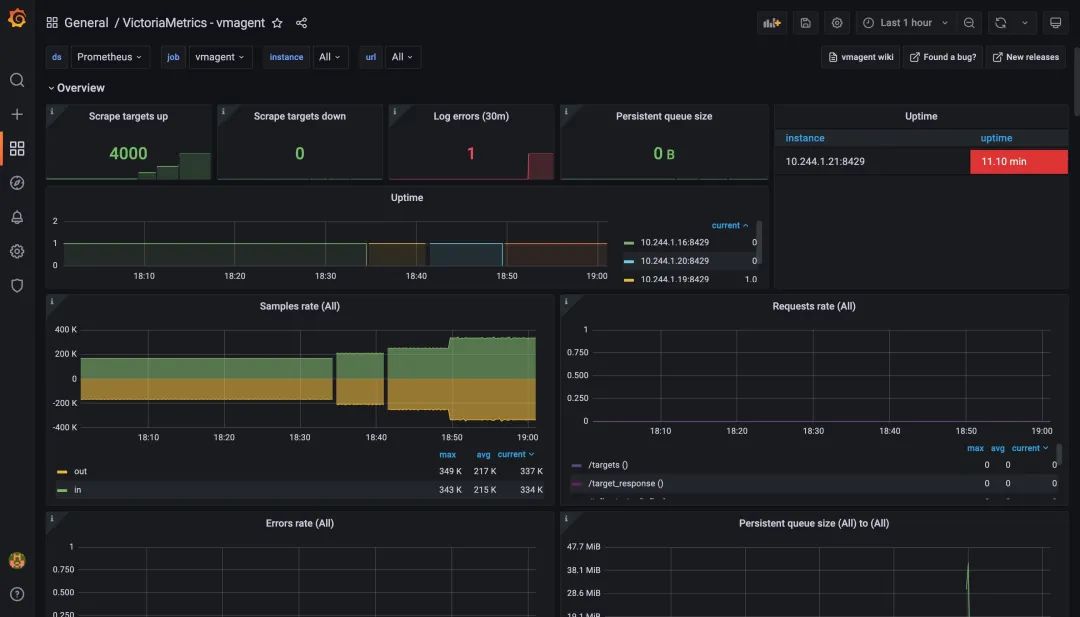 General / VictoriaMetrics - vmagent
Last 1 hour
ds Prometheus job vmagent instance All url All
vmagent wiki Found a bug? New releases
Overview
Scrape targets up
4000
Scrape targets down
0
Log errors (30m)
1
Persistent queue size
0 B
Uptime
instance uptime
10.244.1.21:8429 11.10 min
Uptime
2
1
0
18:10 18:20 18:30 18:40 18:50 19:00
current
10.244.1.16:8429 0
10.244.1.20:8429 0
10.244.1.19:8429 1.0
Samples rate (All)
400 K
200 K
0
-200 K
-400 K
18:10 18:20 18:30 18:40 18:50 19:00
max avg current
out 349 K 217 K 337 K
in 343 K 215 K 334 K
Requests rate (All)
1
0.750
0.500
0.250
0
18:10 18:20 18:30 18:40 18:50 19:00
max avg current
/targets () 0 0 0
/target_response () 0 0 0
Errors rate (All)
1
0.750
0.500
0.250
Persistent queue size (All) to (All)
47.7 MiB
38.1 MiB
28.6 MiB
19.1 MiB